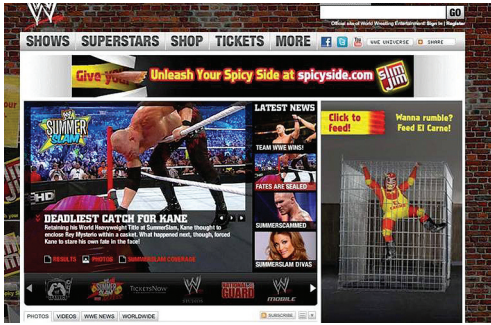 W
GO
Official site of World Wrestling Entertainment: Sign In | Register
SHOWS
SUPERSTARS
SHOP
TICKETS
MORE
WWE UNIVERSE
SHARE
Give
Unleash Your Spicy Side at spicyside.com
SLIM JIM
LATEST NEWS
SUMMER
SLAM
TEAM WWE WINS!
FATES ARE SEALED
SUMMERSCAMMED
SUMMERSLAM DIVAS
HD
DEADLIEST CATCH FOR KANE
Retaining his World Heavyweight Title at SummerSlam, Kane thought to
enclose Rey Mysterio within a casket. What happened next, though, forced
Kane to stare his own fate in the face!
RESULTS
PHOTOS
SUMMERSLAM COVERAGE
Click to
feed!
Wanna rumble?
Feed El Carne!
TICKETSNOW
NATIONAL
GUARD
MOBILE
PHOTOS
VIDEOS
WWE NEWS
WORLDWIDE
SUBSCRIBE